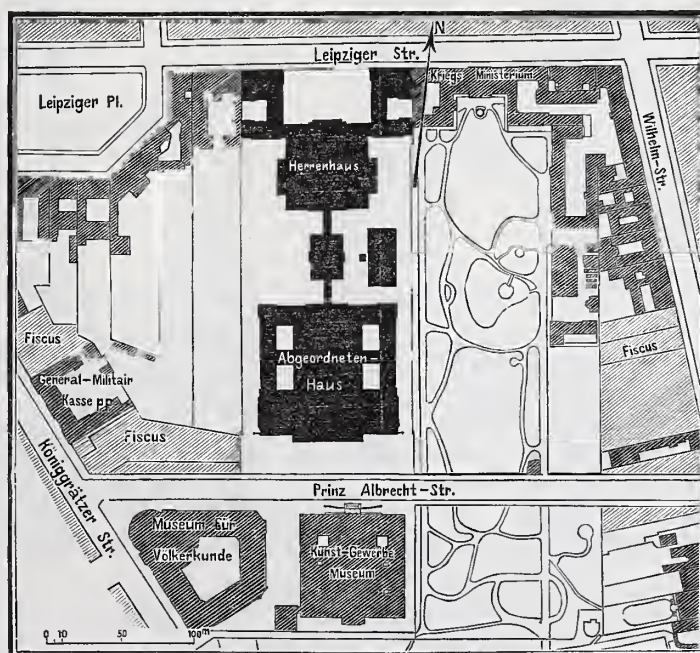 N
Leipziger Str.
Leipziger Pl.
Kriegs Ministerium
Wilhelm-Str.
Herrenhaus
Fiscus
Abgeordneten-
Haus
General-Militair
Kasse pp.
Fiscus
Fiscus
Königgrätzer Str.
Prinz Albrecht-Str.
Museum für
Völkerkunde
Kunst-Gewerbe
Museum
0 10 50 100m